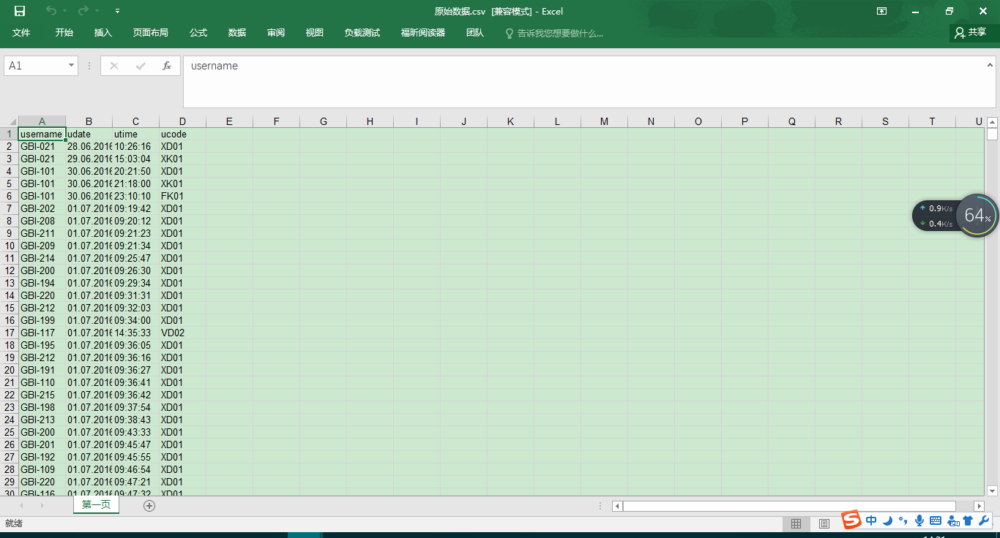 原始数据.csv [兼容模式] - Excel
文件 开始 插入 页面布局 公式 数据 审阅 视图 负载测试 福昕阅读器 团队 告诉我您想要做什么... 共享
A1 fx username
A B C D E F G H I J K L M N O P Q R S T U
1 username udate utime ucode
2 GBI-021 28.06.2016 10:26:16 XD01
3 GBI-021 29.06.2016 15:03:04 XK01
4 GBI-101 30.06.2016 20:21:50 XD01
5 GBI-101 30.06.2016 21:18:00 XK01
6 GBI-101 30.06.2016 23:10:10 FK01
7 GBI-202 01.07.2016 09:19:42 XD01
8 GBI-208 01.07.2016 09:20:12 XD01
9 GBI-211 01.07.2016 09:21:23 XD01
10 GBI-209 01.07.2016 09:21:34 XD01
11 GBI-214 01.07.2016 09:25:47 XD01
12 GBI-200 01.07.2016 09:26:30 XD01
13 GBI-194 01.07.2016 09:29:34 XD01
14 GBI-220 01.07.2016 09:31:31 XD01
15 GBI-212 01.07.2016 09:32:03 XD01
16 GBI-199 01.07.2016 09:34:00 XD01
17 GBI-117 01.07.2016 14:35:33 VD02
18 GBI-195 01.07.2016 09:36:05 XD01
19 GBI-212 01.07.2016 09:36:16 XD01
20 GBI-191 01.07.2016 09:36:27 XD01
21 GBI-110 01.07.2016 09:36:41 XD01
22 GBI-215 01.07.2016 09:36:42 XD01
23 GBI-198 01.07.2016 09:37:54 XD01
24 GBI-213 01.07.2016 09:38:43 XD01
25 GBI-200 01.07.2016 09:43:33 XD01
26 GBI-201 01.07.2016 09:45:47 XD01
27 GBI-192 01.07.2016 09:45:55 XD01
28 GBI-109 01.07.2016 09:46:54 XD01
29 GBI-220 01.07.2016 09:47:21 XD01
30 GBI-116 01.07.2016 09:47:32 XD01
0.9K/s
0.4K/s
64%
第一页
就绪
S 中